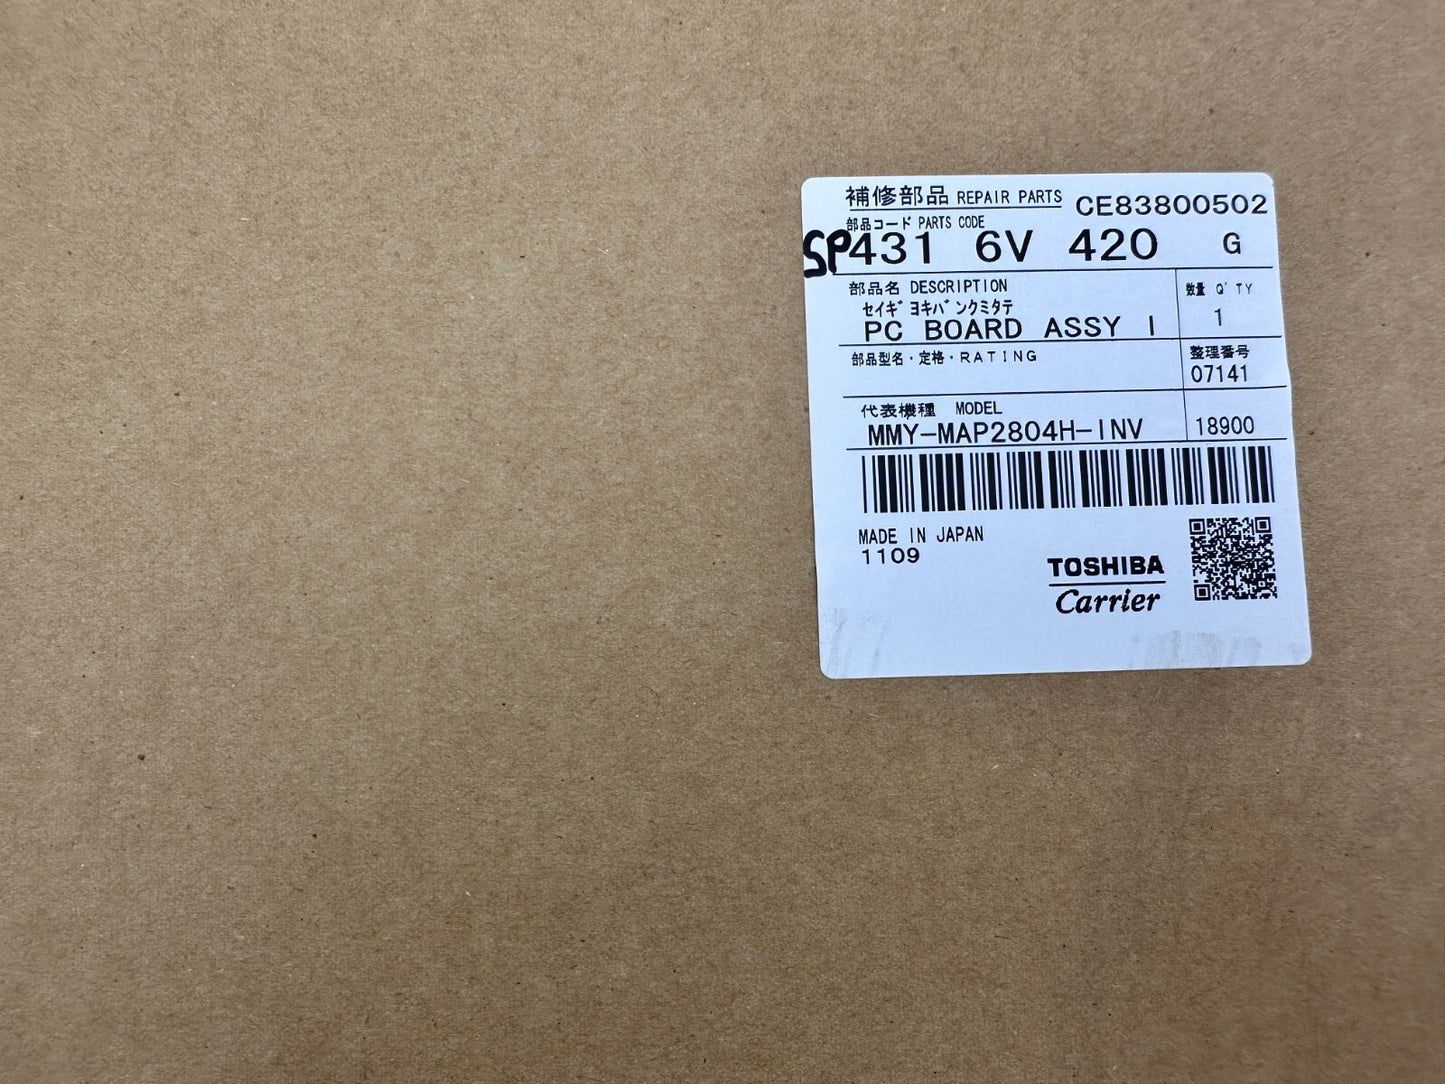 補修部品 REPAIR PARTS CE83800502
部品コード PARTS CODE
SP431 6V 420 G
部品名 DESCRIPTION 数量 Q'TY
セイギヨキバンクミタテ
PC BOARD ASSY I 1
部品型名・定格・RATING 整理番号
07141
代表機種 MODEL
MMY-MAP2804H-INV 18900
MADE IN JAPAN
1109
TOSHIBA
Carrier